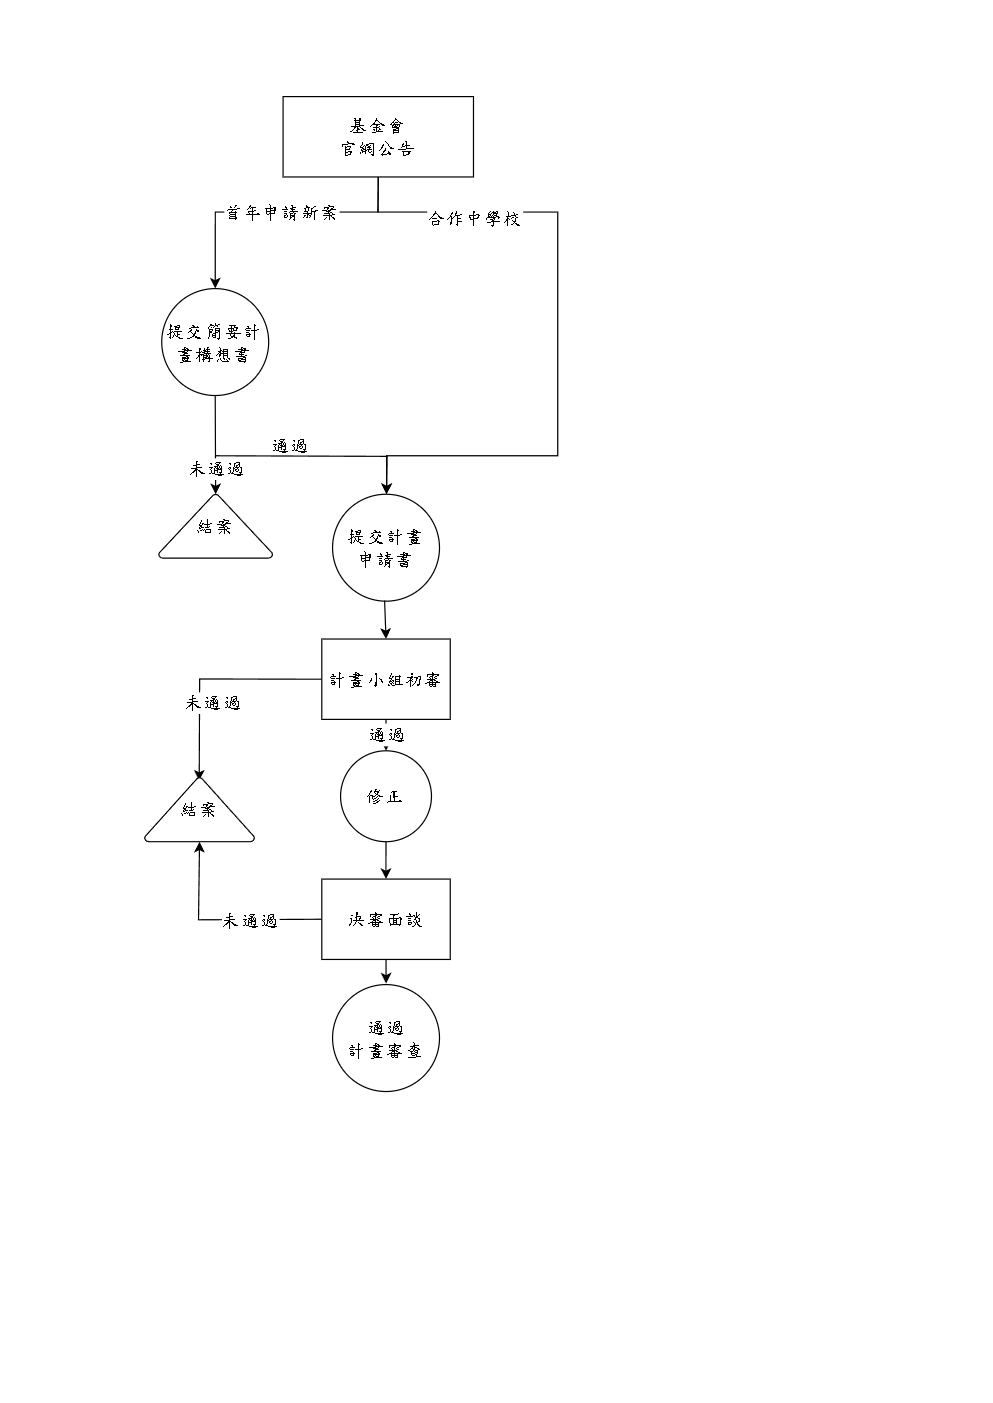 基金會
官網公告
首年申請新案
合作中學校
提交簡要計
畫構想書
通過
未通過
結案
提交計畫
申請書
計畫小組初審
未通過
通過
修正
結案
決審面談
未通過
通過
計畫審查